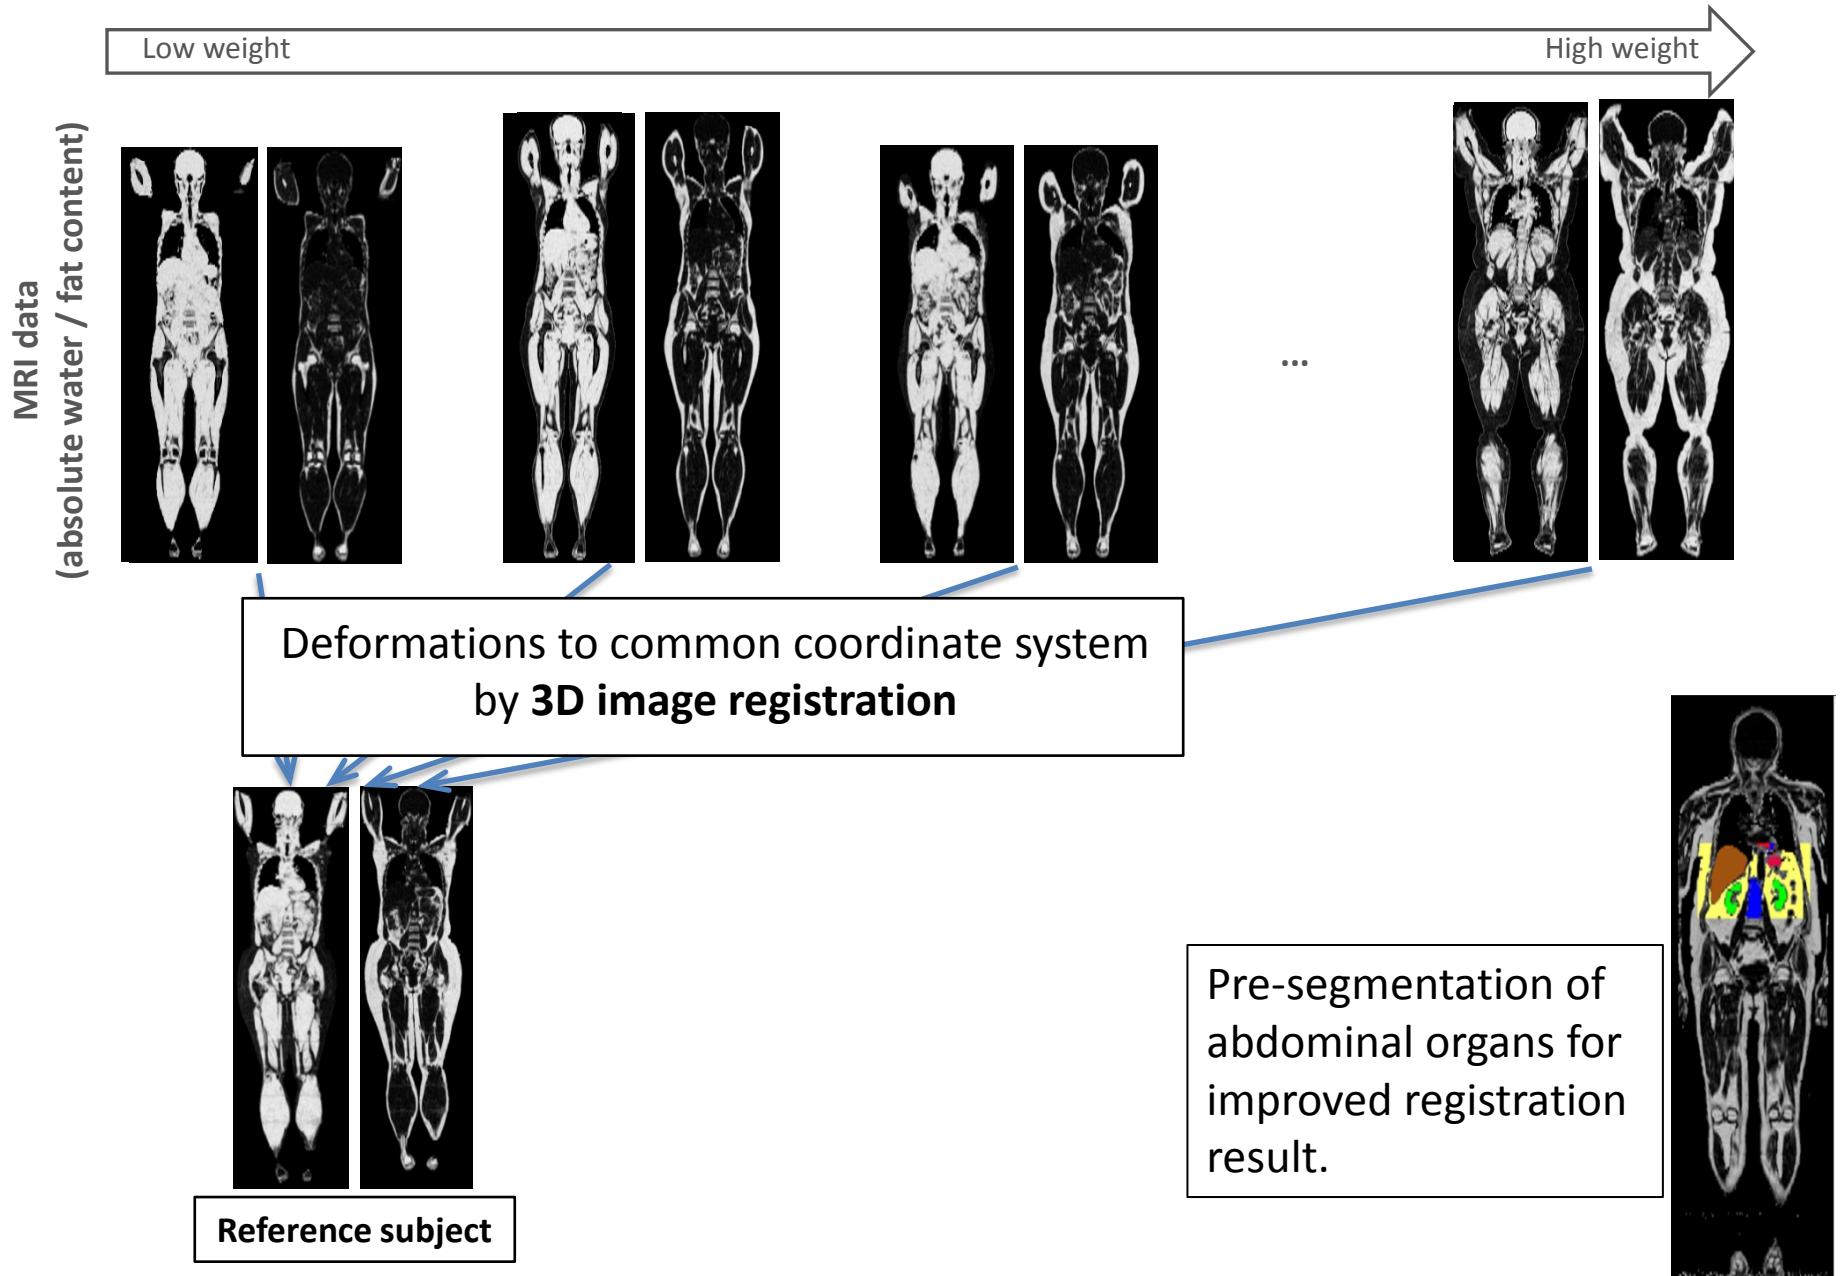 Low weight
High weight
MRI data
(absolute water / fat content)
...
Deformations to common coordinate system
by 3D image registration
Pre-segmentation of
abdominal organs for
improved registration
result.
Reference subject